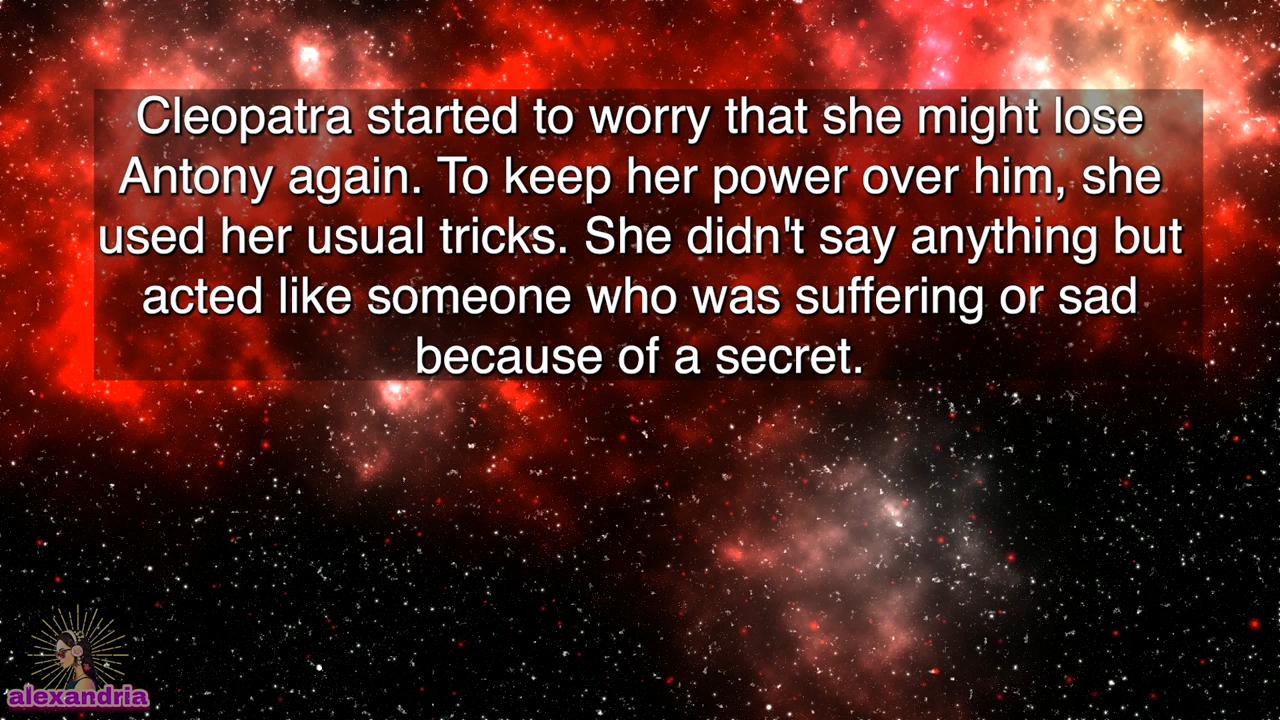 Cleopatra started to worry that she might lose
Antony again. To keep her power over him, she
used her usual tricks. She didn't say anything but
acted like someone who was suffering or sad
because of a secret.
alexandria